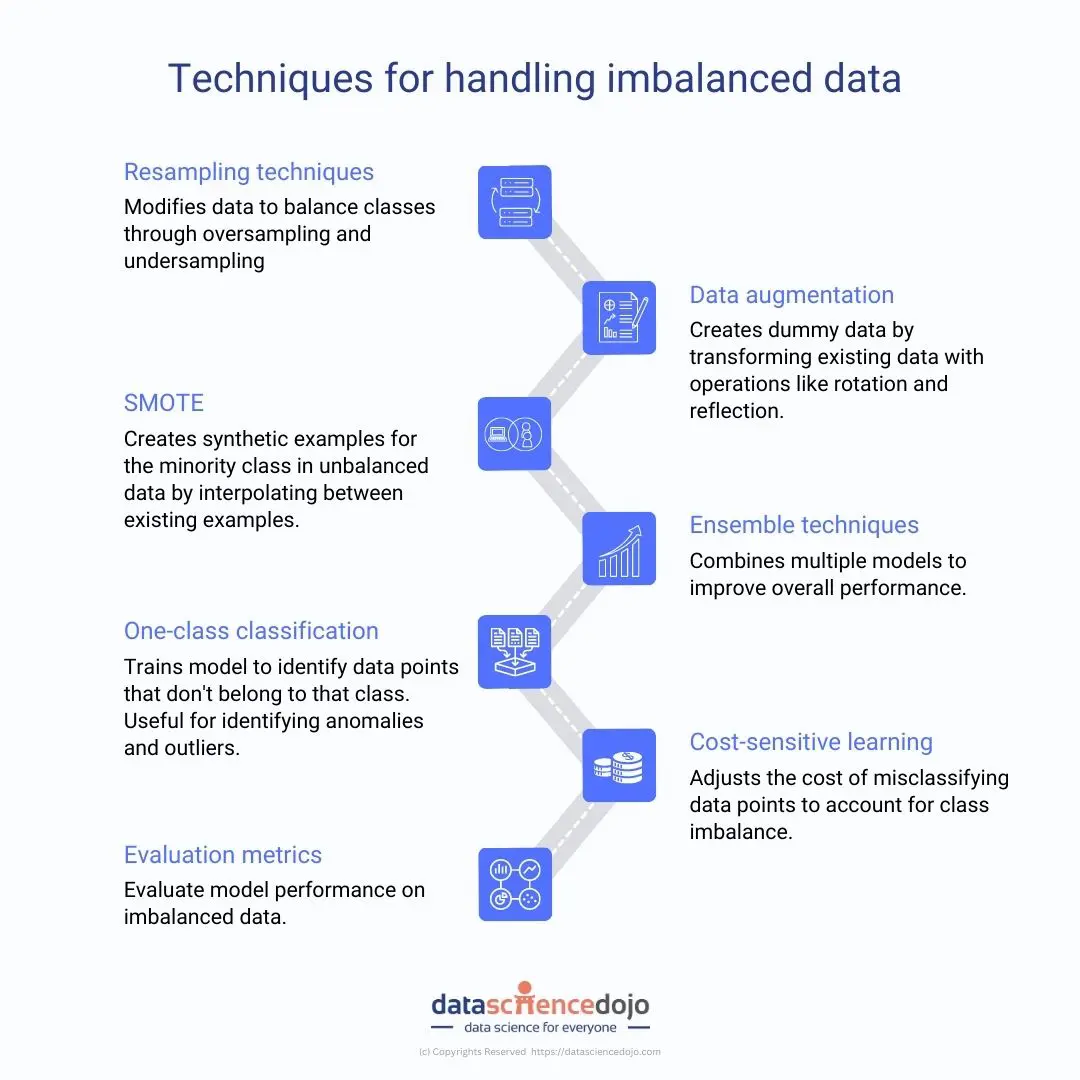 Techniques for handling imbalanced data
Resampling techniques
Modifies data to balance classes
through oversampling and
undersampling
Data augmentation
Creates dummy data by
transforming existing data with
operations like rotation and
reflection.
SMOTE
Creates synthetic examples for
the minority class in unbalanced
data by interpolating between
existing examples.
Ensemble techniques
Combines multiple models to
improve overall performance.
One-class classification
Trains model to identify data points
that don't belong to that class.
Useful for identifying anomalies
and outliers.
Cost-sensitive learning
Adjusts the cost of misclassifying
data points to account for class
imbalance.
Evaluation metrics
Evaluate model performance on
imbalanced data.
datasciencedojo
data science for everyone
(c) Copyrights Reserved https://datasciencedojo.com